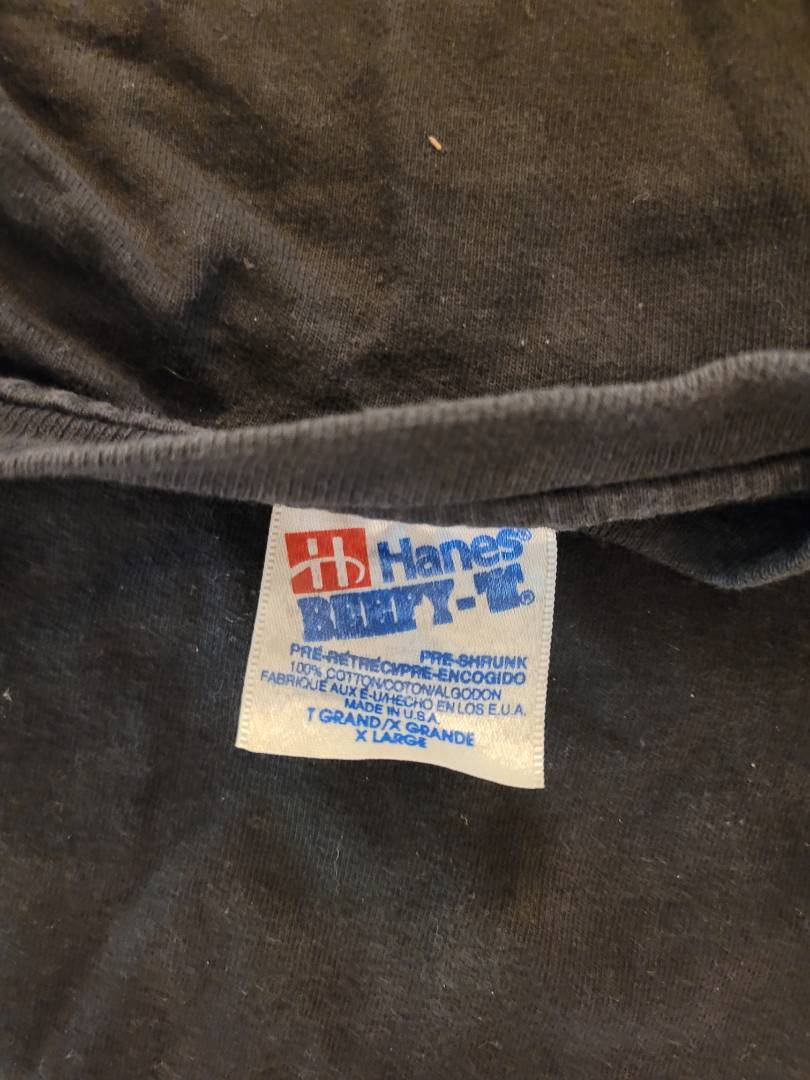 Hanes®
BEEFY-T®
PRE-SHRUNK
PRÉ-RÉTRÉCI/PRE-ENCOGIDO
100% COTTON/COTON/ALGODON
FABRIQUÉ AUX É-U/HECHO EN LOS E.U.A.
MADE IN U.S.A.
T GRAND/X GRANDE
X LARGE